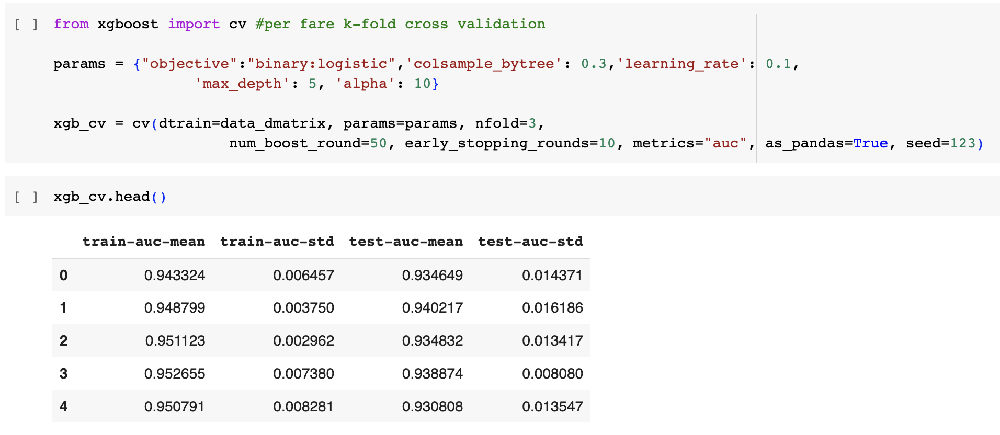 [ ] from xgboost import cv #per fare k-fold cross validation
params = {"objective":"binary:logistic",'colsample_bytree': 0.3,'learning_rate': 0.1,
'max_depth': 5, 'alpha': 10}
xgb_cv = cv(dtrain=data_dmatrix, params=params, nfold=3,
num_boost_round=50, early_stopping_rounds=10, metrics="auc", as_pandas=True, seed=123)
[ ] xgb_cv.head()
train-auc-mean train-auc-std test-auc-mean test-auc-std
0 0.943324 0.006457 0.934649 0.014371
1 0.948799 0.003750 0.940217 0.016186
2 0.951123 0.002962 0.934832 0.013417
3 0.952655 0.007380 0.938874 0.008080
4 0.950791 0.008281 0.930808 0.013547